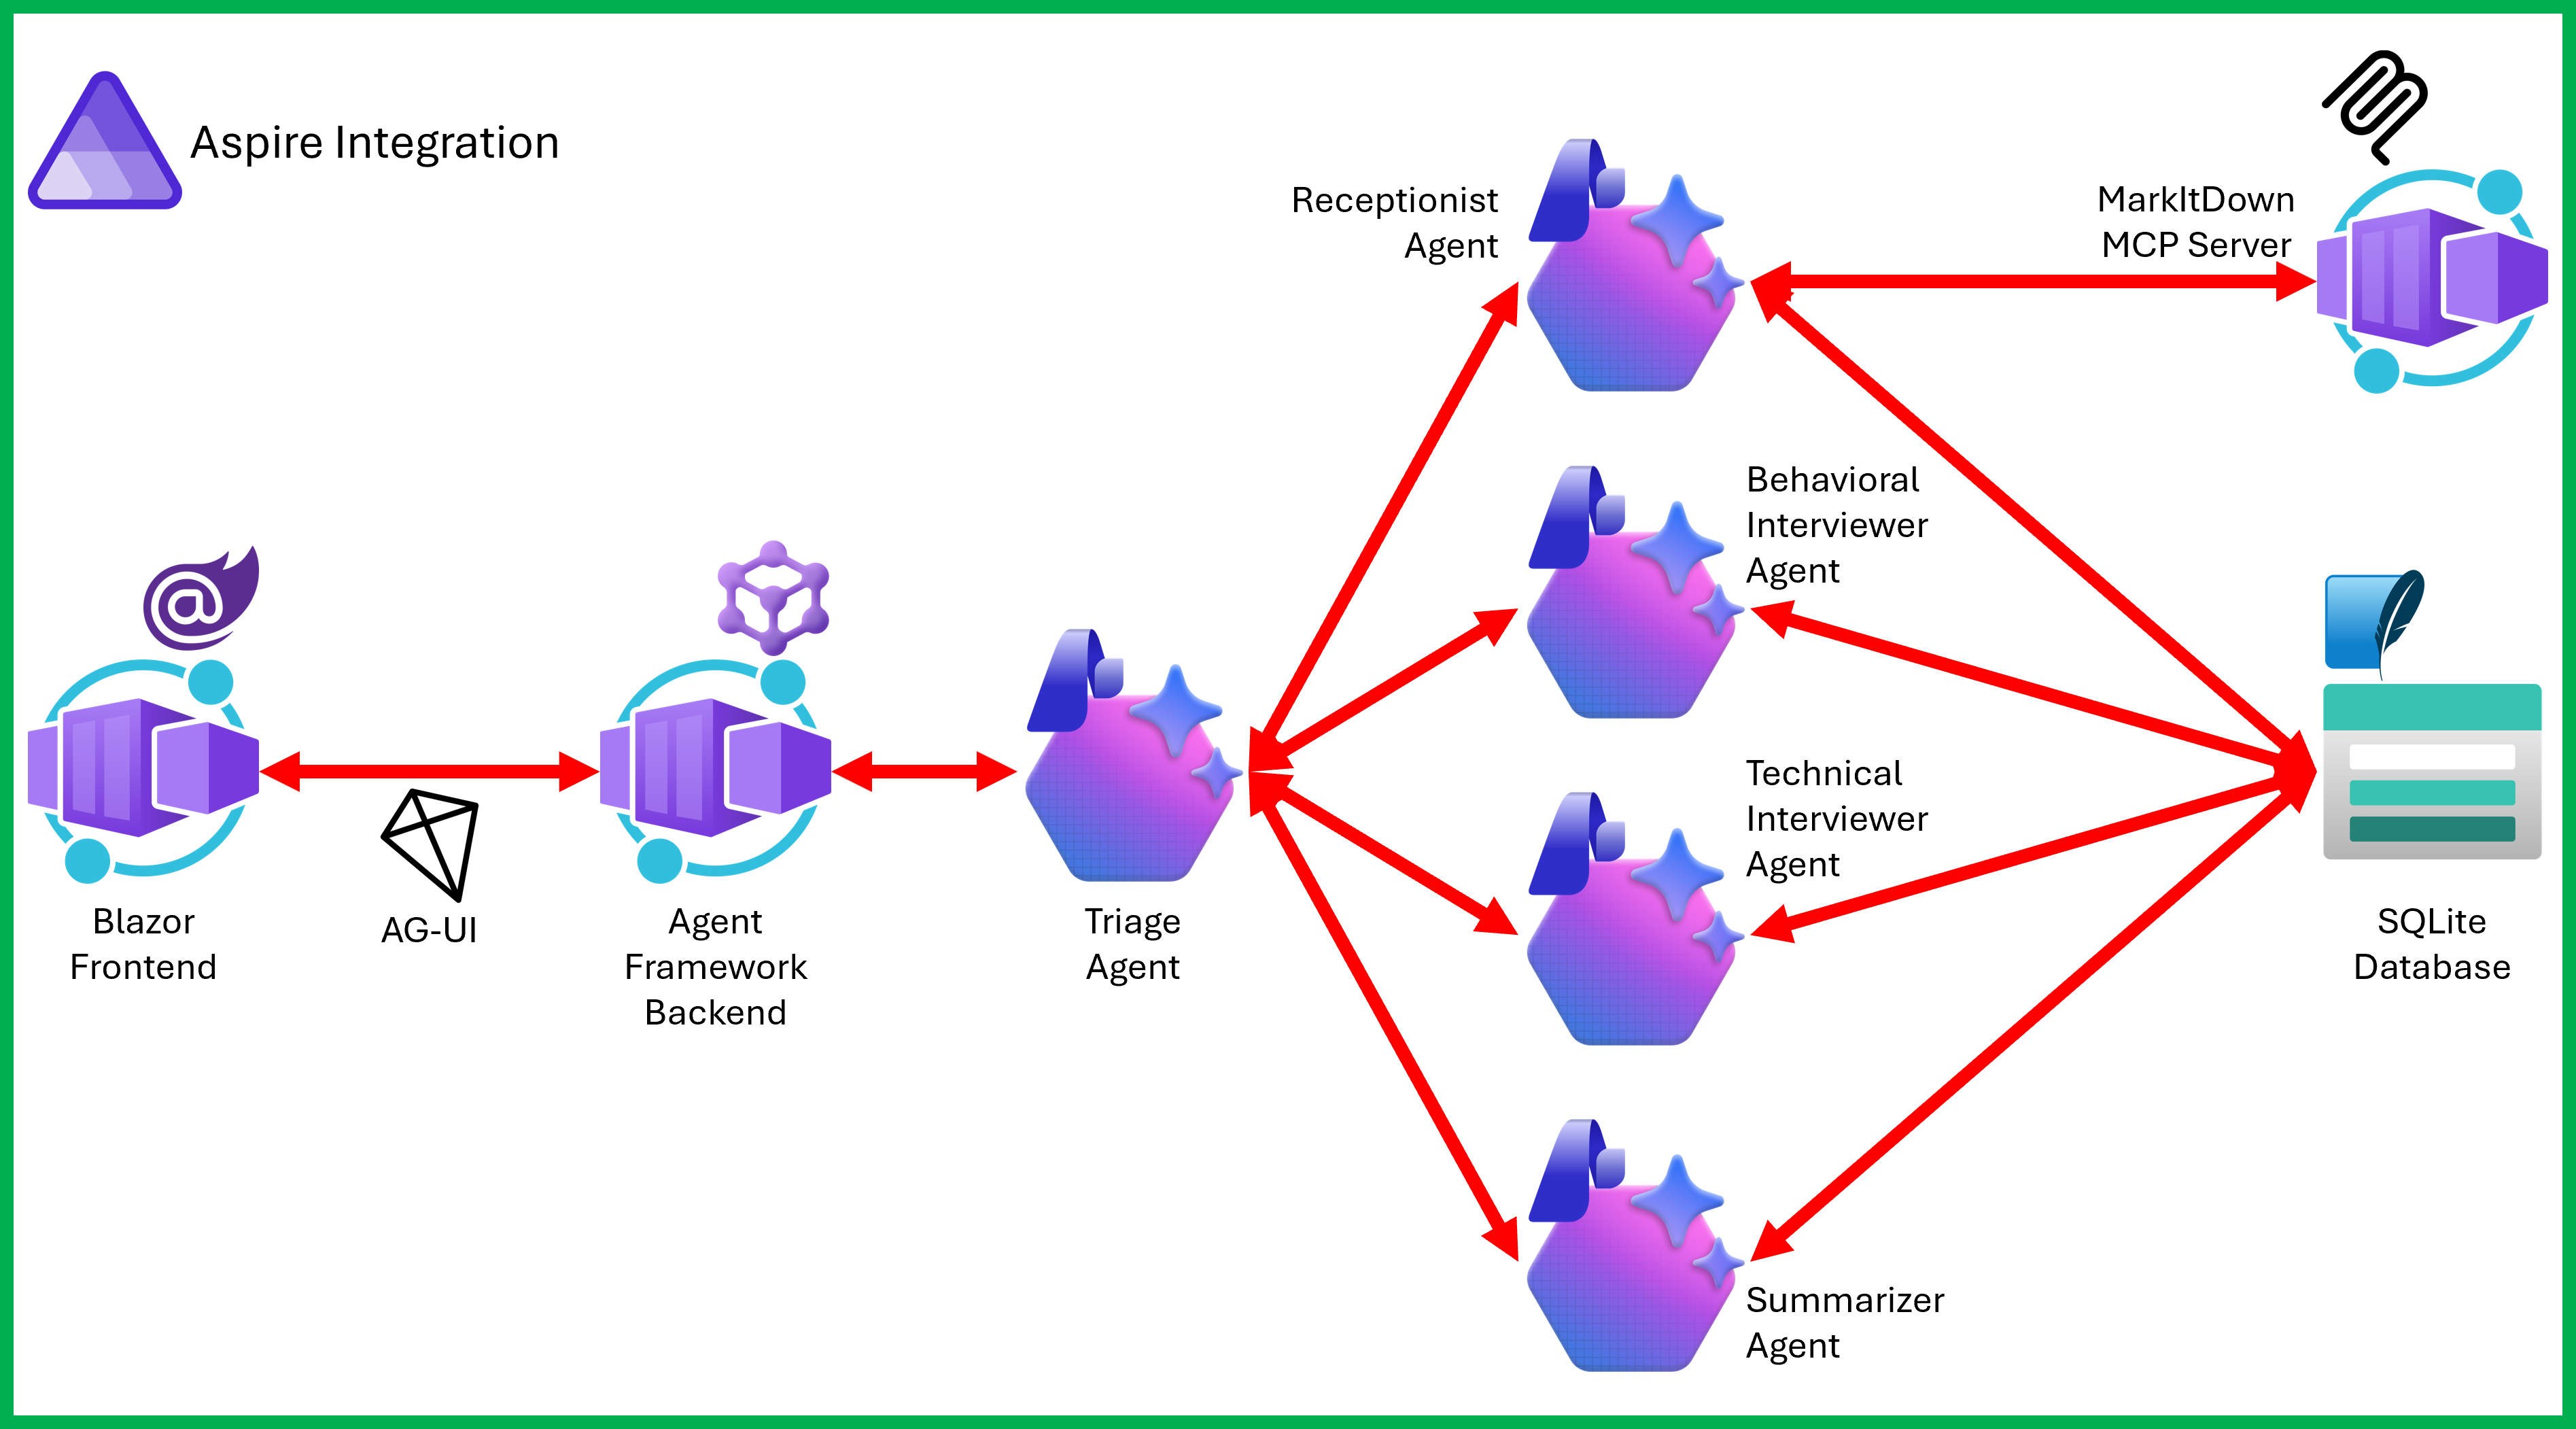 Aspire Integration
Receptionist
Agent
MarkItDown
MCP Server
Behavioral
Interviewer
Agent
Technical
Interviewer
Agent
Blazor
Frontend
AG-UI
Agent
Framework
Backend
Triage
Agent
SQLite
Database
Summarizer
Agent